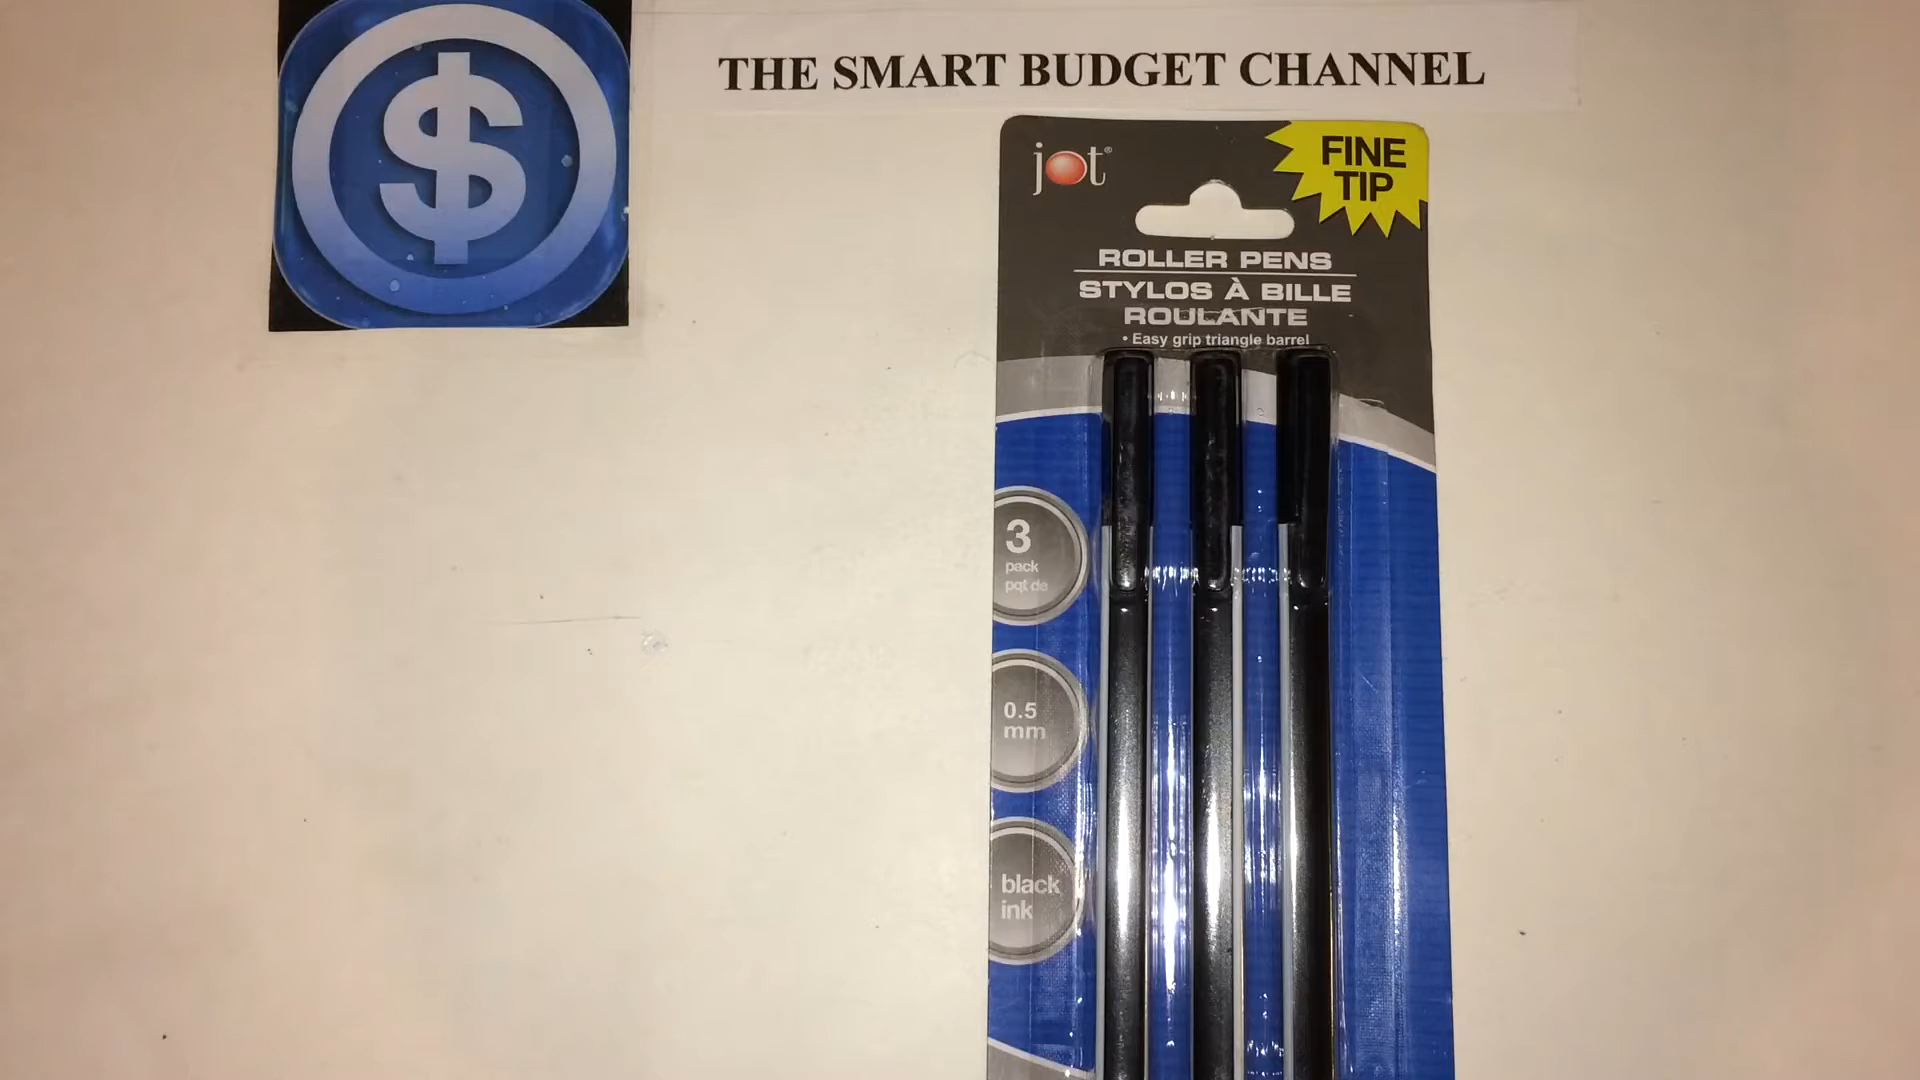 $
THE SMART BUDGET CHANNEL
jot®
FINE
TIP
ROLLER PENS
STYLOS À BILLE
ROULANTE
• Easy grip triangle barrel
3
pack
pqt de
0.5
mm
black
ink